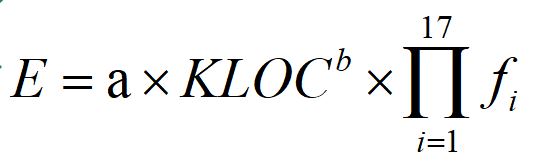 E = a × KLOC^b × ∏_{i=1}^{17} f_i